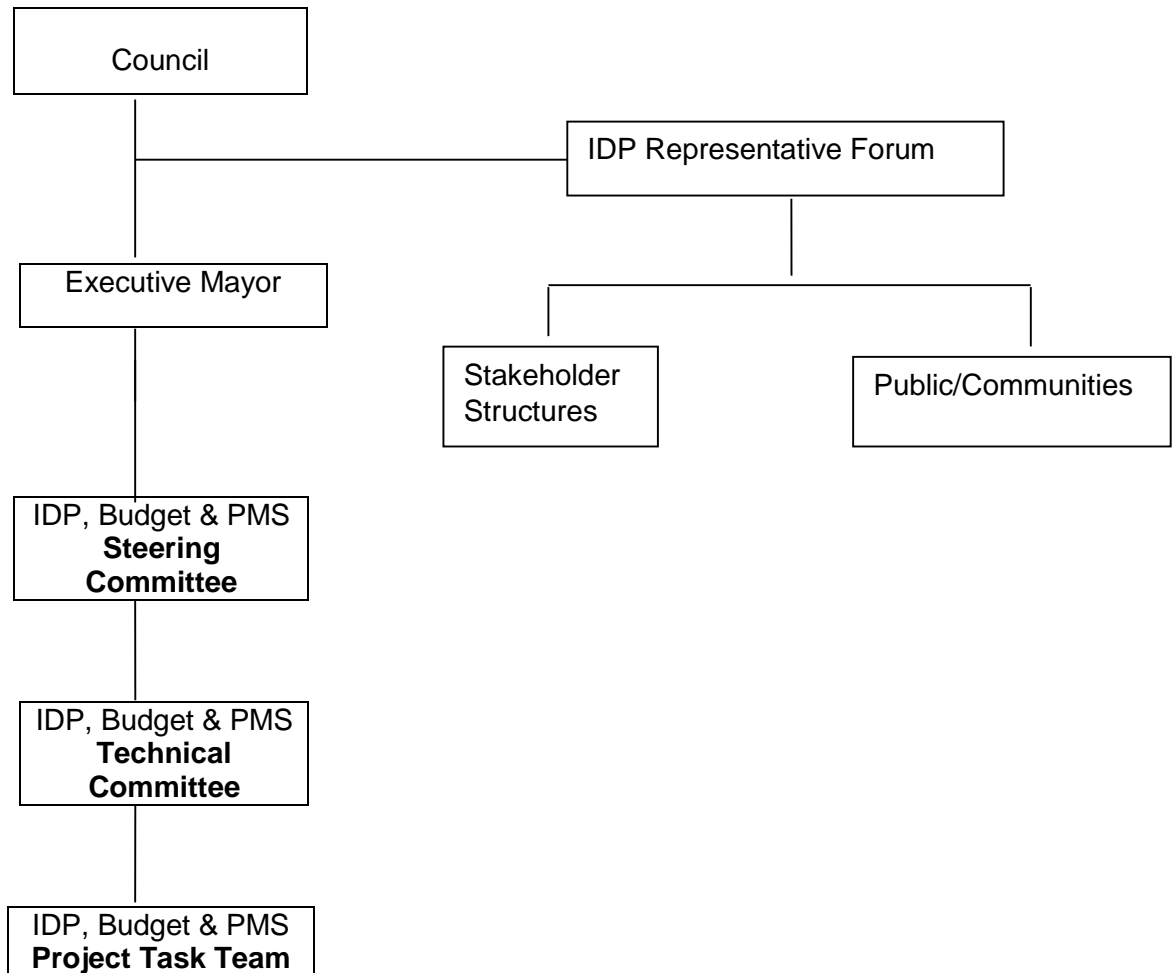 Council
IDP Representative Forum
Executive Mayor
Stakeholder
Structures
Public/Communities
IDP, Budget & PMS
Steering
Committee
IDP, Budget & PMS
Technical
Committee
IDP, Budget & PMS
Project Task Team